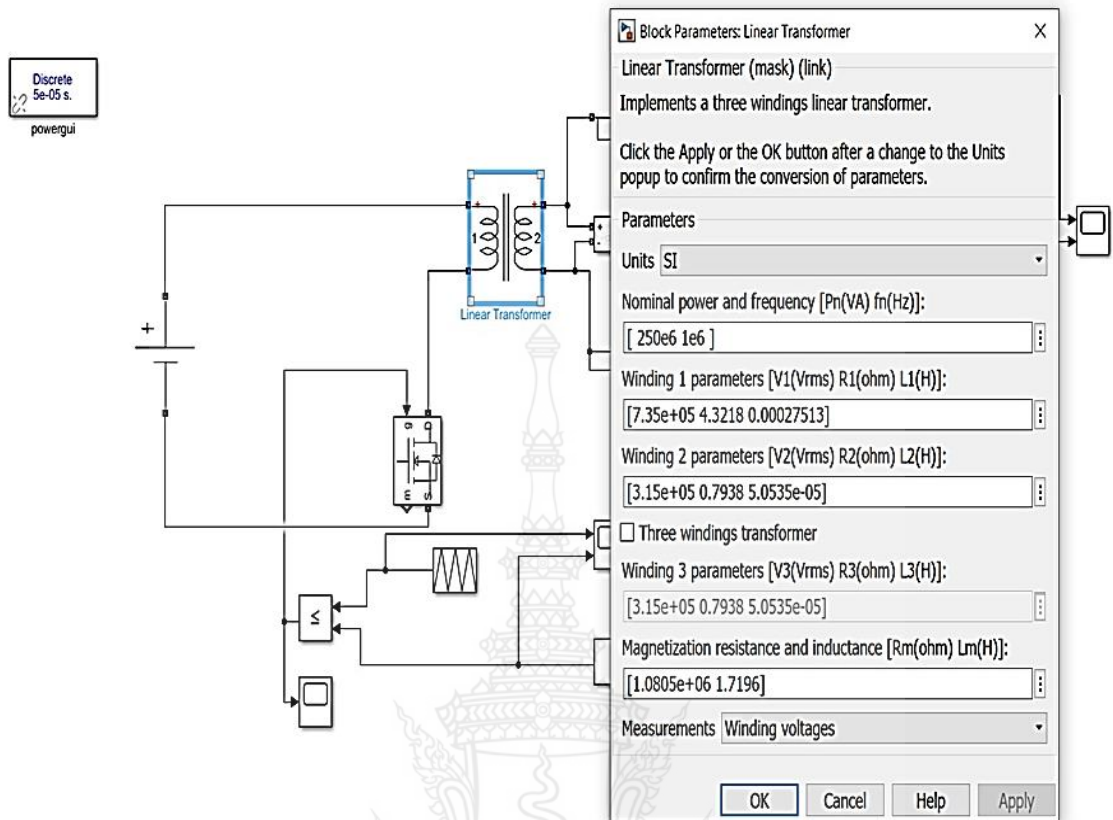 Discrete
5e-05 s.
powergui
+
1
2
Linear Transformer
g
D
m
S
Block Parameters: Linear Transformer
X
Linear Transformer (mask) (link)
Implements a three windings linear transformer.
Click the Apply or the OK button after a change to the Units
popup to confirm the conversion of parameters.
Parameters
Units SI
Nominal power and frequency [Pn(VA) fn(Hz)]:
[ 250e6 1e6 ]
Winding 1 parameters [V1(Vrms) R1(ohm) L1(H)]:
[7.35e+05 4.3218 0.00027513]
Winding 2 parameters [V2(Vrms) R2(ohm) L2(H)]:
[3.15e+05 0.7938 5.0535e-05]
Three windings transformer
Winding 3 parameters [V3(Vrms) R3(ohm) L3(H)]:
[3.15e+05 0.7938 5.0535e-05]
Magnetization resistance and inductance [Rm(ohm) Lm(H)]:
[1.0805e+06 1.7196]
Measurements Winding voltages
OK Cancel Help Apply